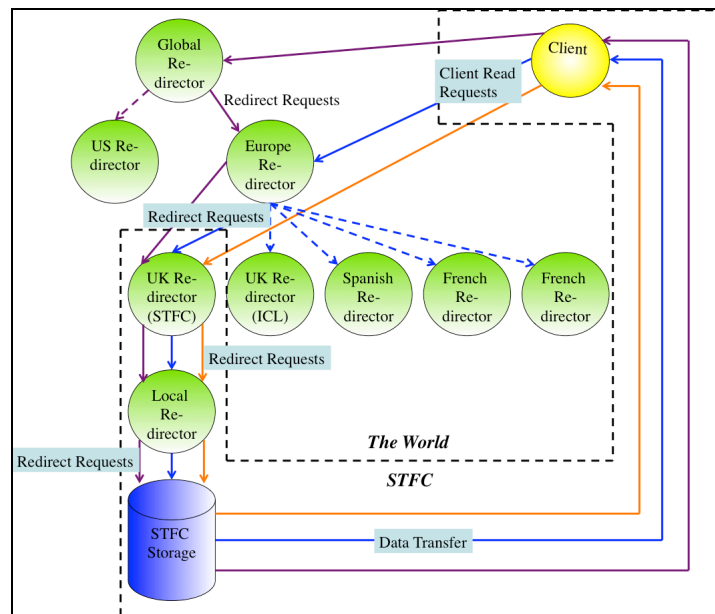 Global
Re-
director
Client
Client Read
Requests
Redirect Requests
US Re-
director
Europe
Re-
director
Redirect Requests
UK Re-
director
(STFC)
UK Re-
director
(ICL)
Spanish
Re-
director
French
Re-
director
French
Re-
director
Redirect Requests
Local
Re-
director
The World
Redirect Requests
STFC
STFC
Storage
Data Transfer